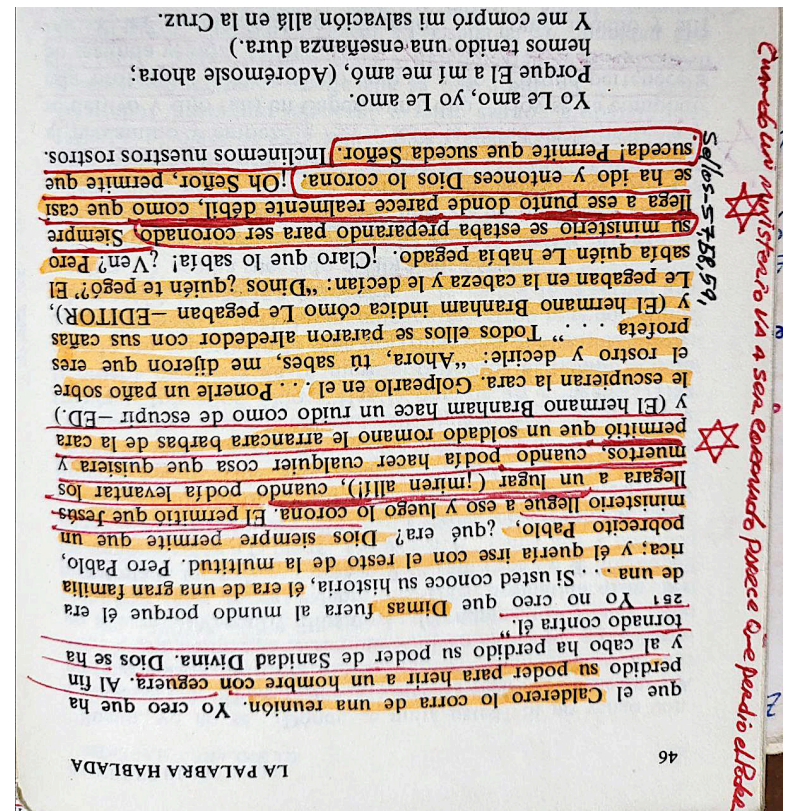 46 LA PALABRA HABLADA
que el Calderero lo corra de una reunión. Yo creo que ha
perdido su poder para herir a un hombre con ceguera. Al fin
y al cabo ha perdido su poder de Sanidad Divina. Dios se ha
tornado contra él.”
251 Yo no creo que Dimas fuera al mundo porque él era
de una . . . Si usted conoce su historia, él era de una gran familia
rica; y él quería irse con el resto de la multitud. Pero Pablo,
pobrecito Pablo, ¿qué era? Dios siempre permite que un
ministerio llegue a eso y luego lo corona. El permitió que Jesús
llegara a un lugar (¡miren allí!), cuando podía levantar los
muertos, cuando podía hacer cualquier cosa que quisiera y
permitió que un soldado romano le arrancara barbas de la cara
y (El hermano Branham hace un ruido como de escupir —ED.)
le escupieran la cara. Golpearlo en el . . . Ponerle un paño sobre
el rostro y decirle: “Ahora, tú sabes, me dijeron que eres
profeta . . .” Todos ellos se pararon alrededor con sus cañas
y (El hermano Branham indica cómo Le pegaban —EDITOR),
Le pegaban en la cabeza y le decían: “Dinos ¿quién te pegó?” El
sabía quién Le había pegado. ¡Claro que lo sabía! ¿Ven? Pero
su ministerio se estaba preparando para ser coronado. Siempre
llega a ese punto donde parece realmente débil, como que casi
se ha ido y entonces Dios lo corona. ¡Oh Señor, permite que
suceda! Permite que suceda Señor. Inclinemos nuestros rostros.
Yo Le amo, yo Le amo
Porque El a mí me amó, (Adorémosle ahora;
hemos tenido una enseñanza dura.)
Y me compró mi salvación allá en la Cruz.
Cuando un ministerio va a ser coronado parece que perdio el Poder
Sellos-57,58,59,